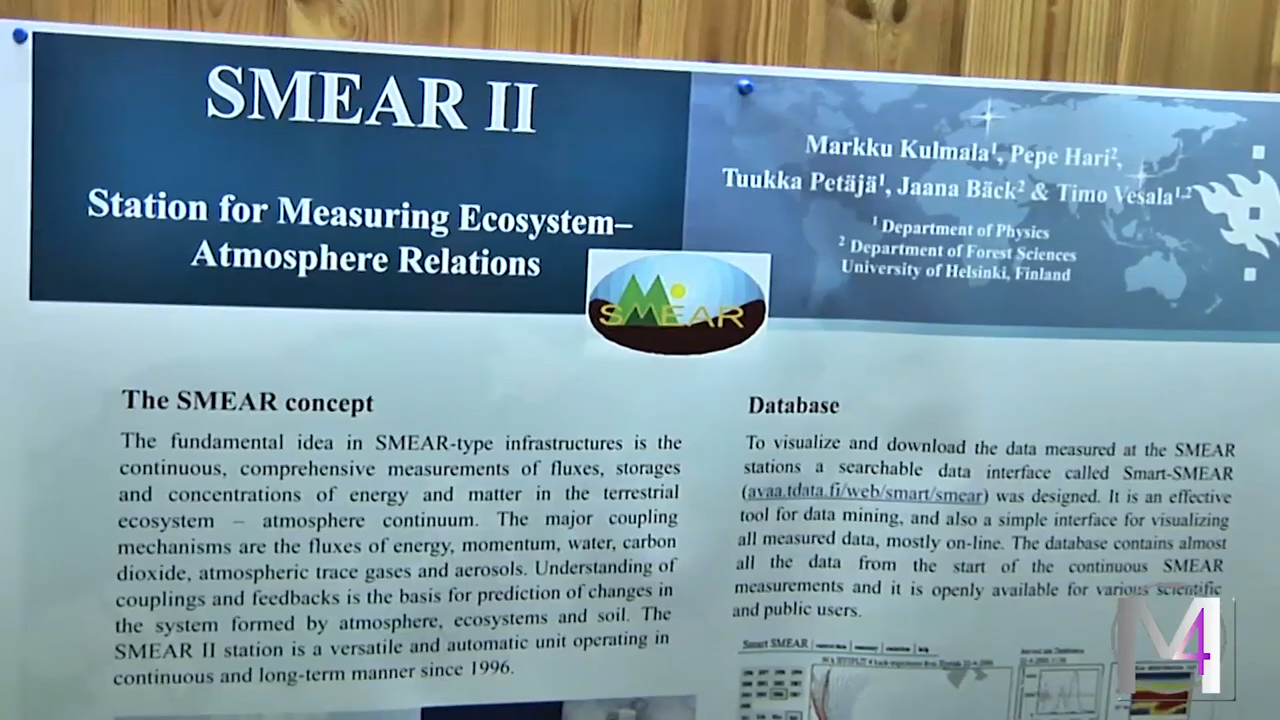 SMEAR II
Station for Measuring Ecosystem–
Atmosphere Relations
Markku Kulmala¹, Pepe Hari²,
Tuukka Petäjä¹, Jaana Bäck² & Timo Vesala¹,²
¹ Department of Physics
² Department of Forest Sciences
University of Helsinki, Finland
SMEAR
The SMEAR concept
The fundamental idea in SMEAR-type infrastructures is the
continuous, comprehensive measurements of fluxes, storages
and concentrations of energy and matter in the terrestrial
ecosystem – atmosphere continuum. The major coupling
mechanisms are the fluxes of energy, momentum, water, carbon
dioxide, atmospheric trace gases and aerosols. Understanding of
couplings and feedbacks is the basis for prediction of changes in
the system formed by atmosphere, ecosystems and soil. The
SMEAR II station is a versatile and automatic unit operating in
continuous and long-term manner since 1996.
Database
To visualize and download the data measured at the SMEAR
stations a searchable data interface called Smart-SMEAR
(avaa.tdata.fi/web/smart/smear) was designed. It is an effective
tool for data mining, and also a simple interface for visualizing
all measured data, mostly on-line. The database contains almost
all the data from the start of the continuous SMEAR
measurements and it is openly available for various scientific
and public users.
Smart SMEAR
M4